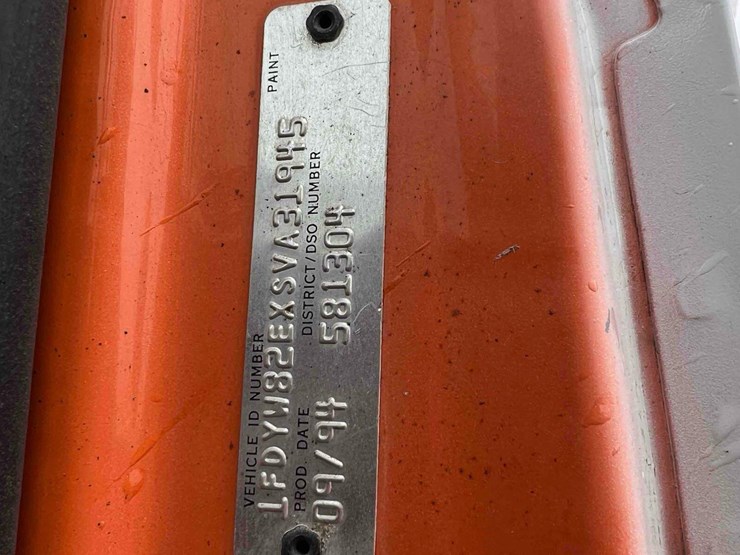 VEHICLE ID NUMBER PAINT
1FDYW82EXSVA31945
PROD. DATE DISTRICT/DSO NUMBER
09/94 581304